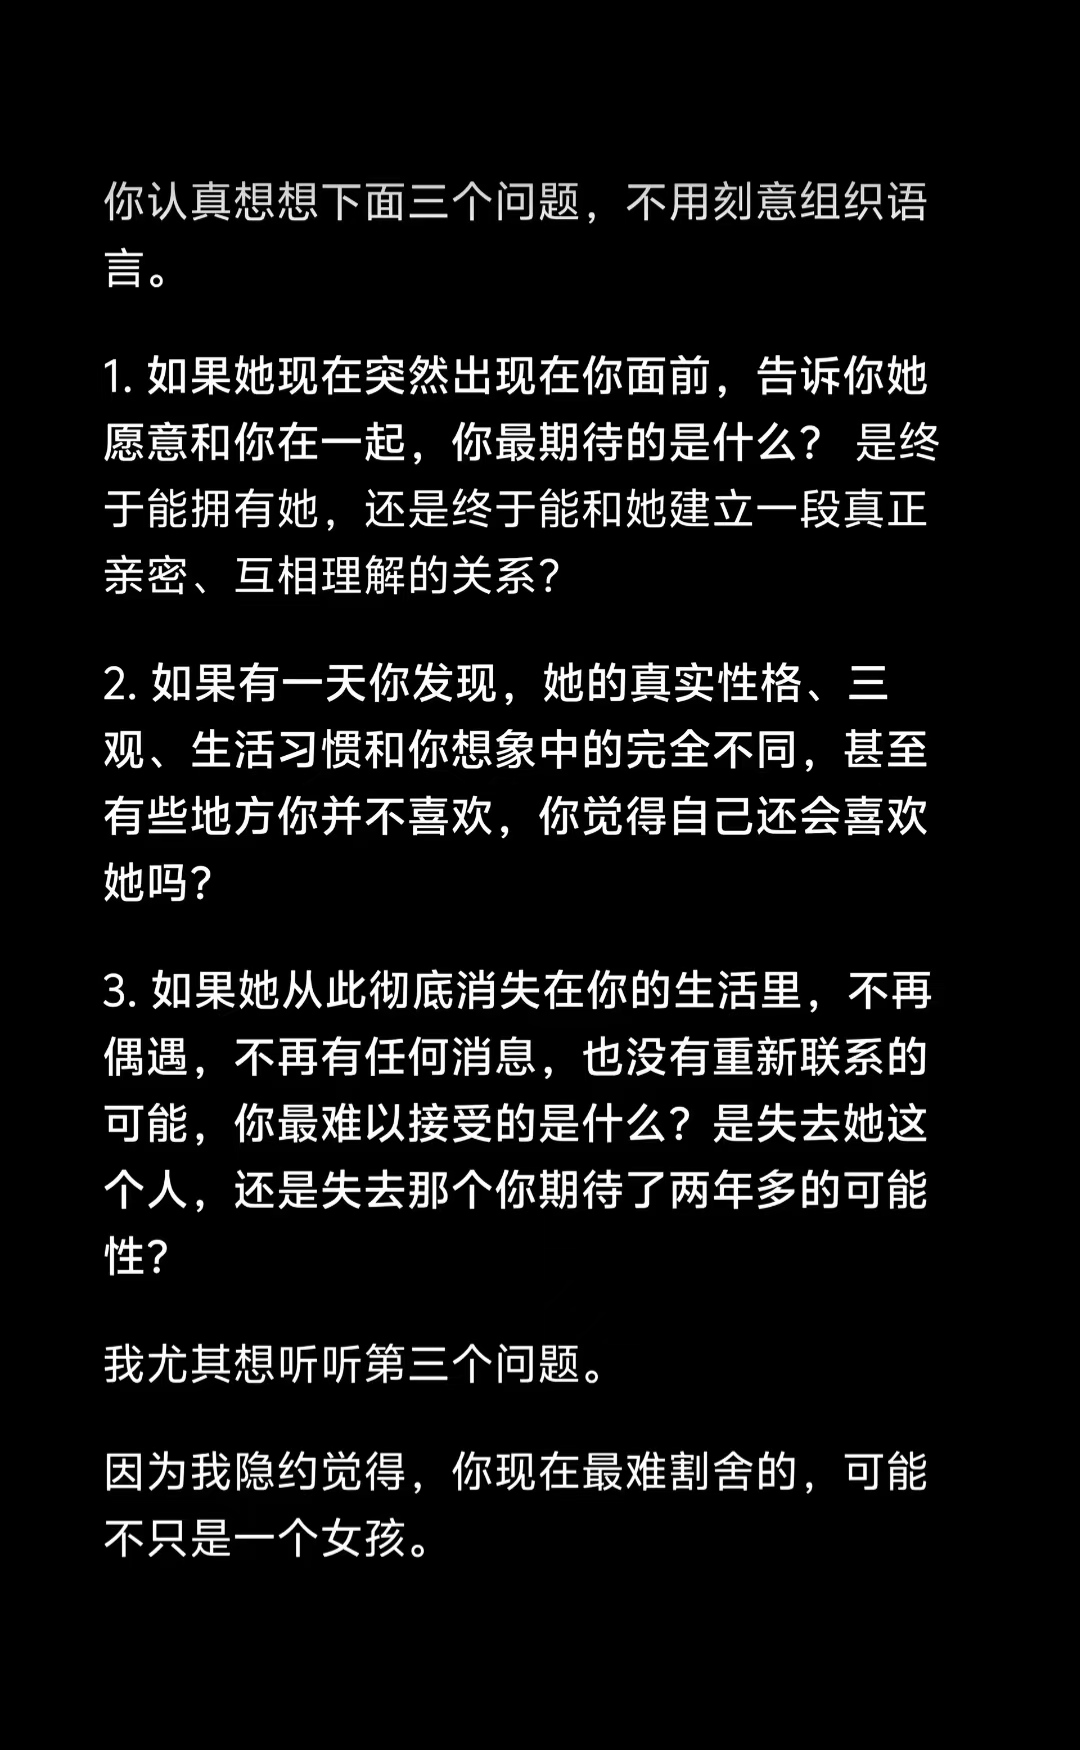 你认真想想下面三个问题，不用刻意组织语
言。
1. 如果她现在突然出现在你面前，告诉你她
愿意和你在一起，你最期待的是什么？ 是终
于能拥有她，还是终于能和她建立一段真正
亲密、互相理解的关系？
2. 如果有一天你发现，她的真实性格、三
观、生活习惯和你想象中的完全不同，甚至
有些地方你并不喜欢，你觉得自己还会喜欢
她吗？
3. 如果她从此彻底消失在你的生活里，不再
偶遇，不再有任何消息，也没有重新联系的
可能，你最难以接受的是什么？是失去她这
个人，还是失去那个你期待了两年多的可能
性？
我尤其想听听第三个问题。
因为我隐约觉得，你现在最难割舍的，可能
不只是一个女孩。